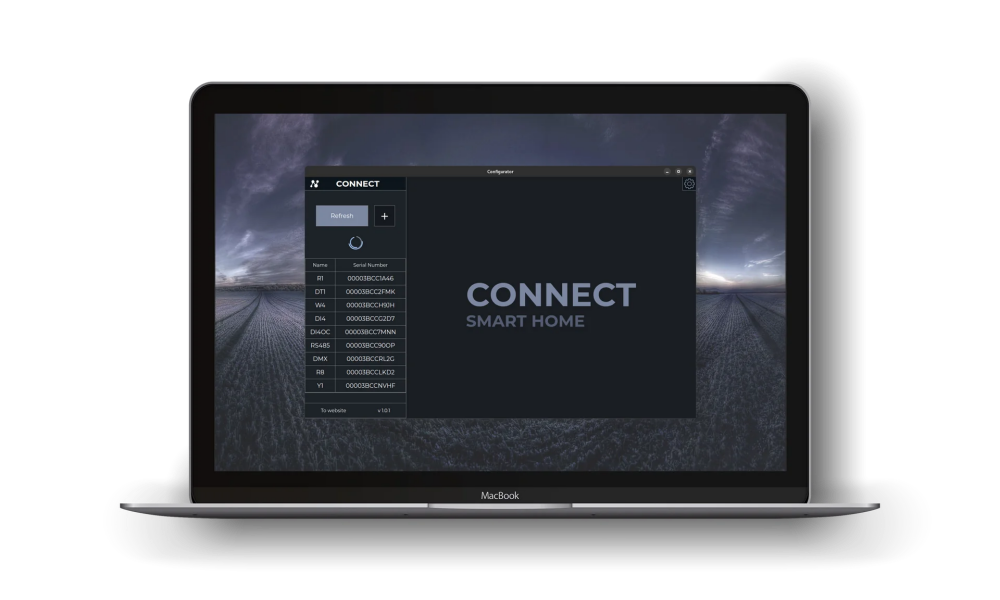 Configurator
CONNECT
Refresh +
Name Serial Number
R1 00003BCC1A46
DT1 00003BCC2FMK
W4 00003BCCH9JH
DI4 00003BCCG2D7
DI4OC 00003BCC7MNN
RS485 00003BCC90OP
DMX 00003BCCRL2G
R8 00003BCCLKD2
Y1 00003BCCNVHF
To website v 1.0.1
CONNECT
SMART HOME
MacBook